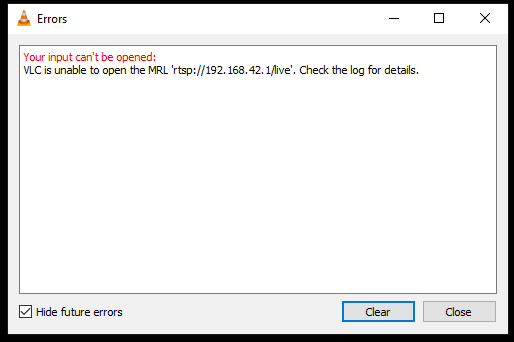 Errors
Your input can't be opened:
VLC is unable to open the MRL 'rtsp://192.168.42.1/live'. Check the log for details.
Hide future errors
Clear
Close